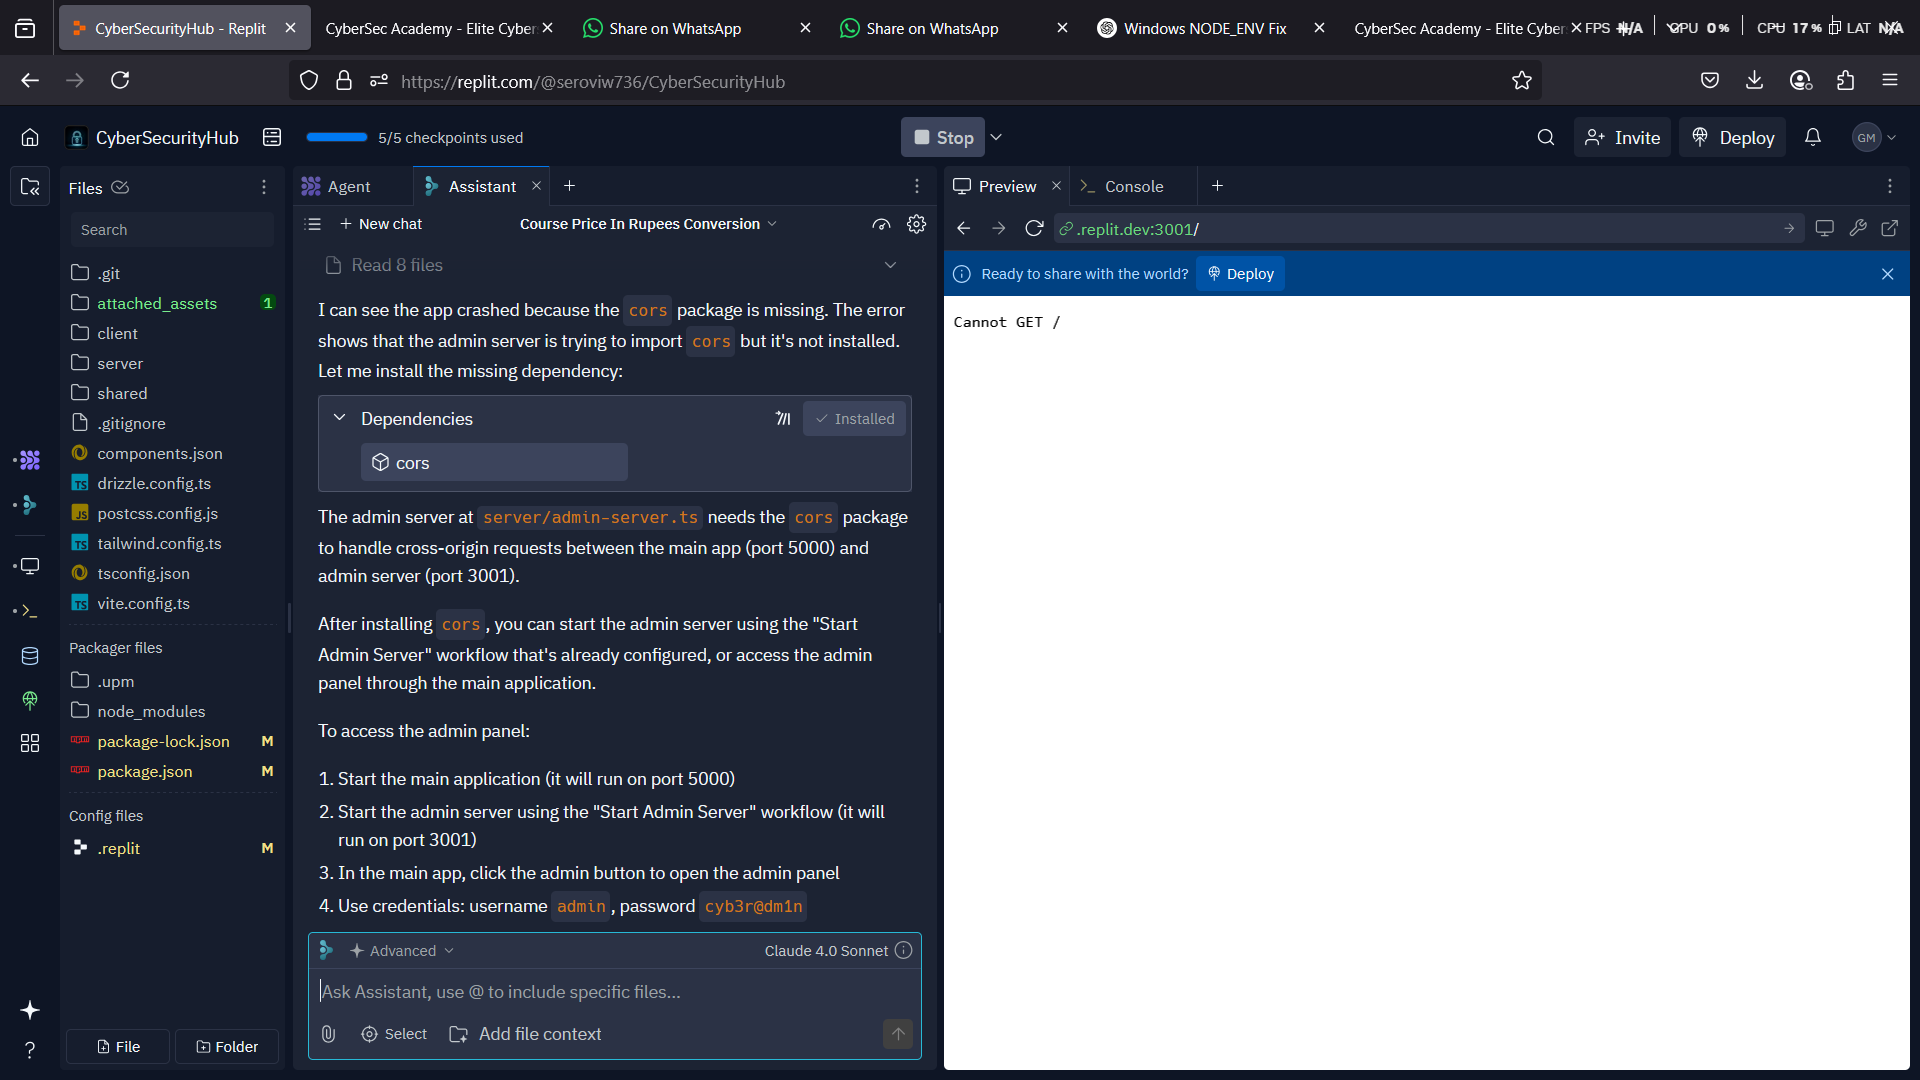 CyberSecurityHub - Replit
CyberSec Academy - Elite Cyber
Share on WhatsApp
Share on WhatsApp
Windows NODE_ENV Fix
CyberSec Academy - Elite Cyber
FPS N/A
GPU 0 %
CPU 17 %
LAT N/A
https://replit.com/@seroviw736/CyberSecurityHub
CyberSecurityHub
5/5 checkpoints used
Stop
Invite
Deploy
GM
Files
Search
.git
attached_assets 1
client
server
shared
.gitignore
components.json
drizzle.config.ts
postcss.config.js
tailwind.config.ts
tsconfig.json
vite.config.ts
Packager files
.upm
node_modules
package-lock.json M
package.json M
Config files
.replit M
File
Folder
Agent
Assistant
New chat
Course Price In Rupees Conversion
Read 8 files
I can see the app crashed because the cors package is missing. The error
shows that the admin server is trying to import cors but it's not installed.
Let me install the missing dependency:
Dependencies
Installed
cors
The admin server at server/admin-server.ts needs the cors package
to handle cross-origin requests between the main app (port 5000) and
admin server (port 3001).
After installing cors, you can start the admin server using the "Start
Admin Server" workflow that's already configured, or access the admin
panel through the main application.
To access the admin panel:
1. Start the main application (it will run on port 5000)
2. Start the admin server using the "Start Admin Server" workflow (it will
run on port 3001)
3. In the main app, click the admin button to open the admin panel
4. Use credentials: username admin, password cyb3r@dm1n
Advanced
Claude 4.0 Sonnet
Ask Assistant, use @ to include specific files...
Select
Add file context
Preview
Console
.replit.dev:3001/
Ready to share with the world?
Deploy
Cannot GET /